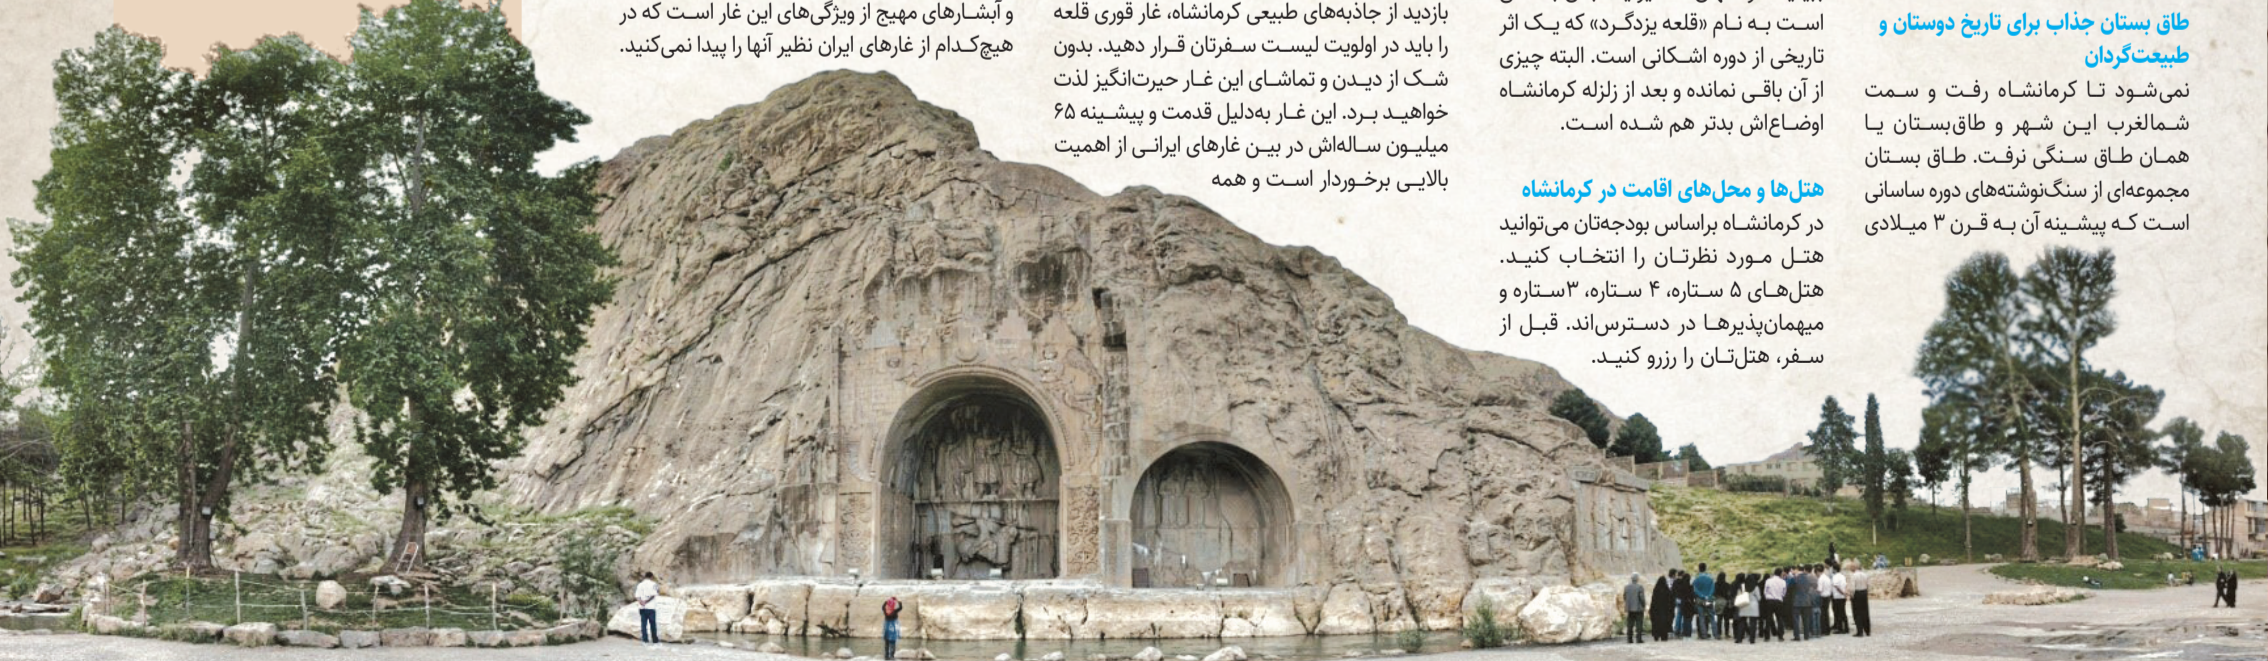 طاق بستان جذاب برای تاریخ دوستان و
طبیعت‌گردان
نمی‌شود تا کرمانشاه رفت و سمت
شمالغرب این شهر و طاق‌بستان یا
همان طاق سنگی نرفت. طاق بستان
مجموعه‌ای از سنگ‌نوشته‌های دوره ساسانی
است که پیشینه آن به قرن ۳ میلادی
است به نام «قلعه یزدگرد» که یک اثر
تاریخی از دوره اشکانی است. البته چیزی
از آن باقی نمانده و بعد از زلزله کرمانشاه
اوضاع‌اش بدتر هم شده است.
هتل‌ها و محل‌های اقامت در کرمانشاه
در کرمانشاه براساس بودجه‌تان می‌توانید
هتل مورد نظرتان را انتخاب کنید.
هتل‌های ۵ ستاره، ۴ ستاره، ۳ستاره و
میهمان‌پذیرها در دسترس‌اند. قبل از
سفر، هتل‌تان را رزرو کنید.
بازدید از جاذبه‌های طبیعی کرمانشاه، غار قوری قلعه
را باید در اولویت لیست سفرتان قرار دهید. بدون
شک از دیدن و تماشای این غار حیرت‌انگیز لذت
خواهید برد. این غار به‌دلیل قدمت و پیشینه ۶۵
میلیون ساله‌اش در بین غارهای ایرانی از اهمیت
بالایی برخوردار است و همه
و آبشارهای مهیج از ویژگی‌های این غار است که در
هیچ‌کدام از غارهای ایران نظیر آنها را پیدا نمی‌کنید.